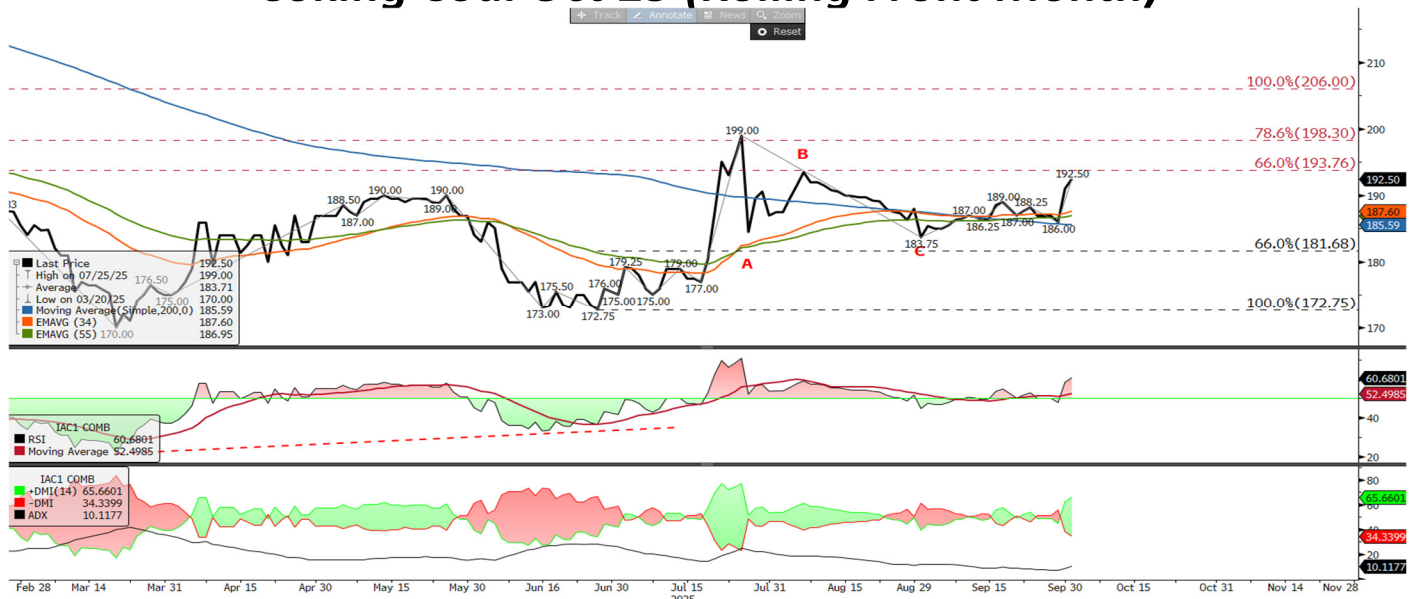 Coking Coal Oct 25 (Rolling Front Month)
Track Annotate News Zoom
Reset
210
200
190
180
170
100.0%(206.00)
78.6%(198.30)
66.0%(193.76)
66.0%(181.68)
100.0%(172.75)
192.50
187.60
185.59
188.50
187.00
190.00
189.00
190.00
173.00
175.50
172.75
176.00
175.00
179.25
175.00
179.00
177.00
199.00
A
B
C
183.75
187.00
186.25
189.00
187.00
188.25
186.00
192.50
176.50
175.00
170.00
Last Price 192.50
High on 07/25/25 199.00
Average 183.71
Low on 03/20/25 170.00
Moving Average(Simple,200,0) 185.59
EMAVG (34) 187.60
EMAVG (55) 186.95
IAC1 COMB
RSI 60.6801
Moving Average 52.4985
60.6801
52.4985
40
20
IAC1 COMB
+DMI(14) 65.6601
-DMI 34.3399
ADX 10.1177
80
65.6601
60
40
34.3399
20
10.1177
Feb 28 Mar 14 Mar 31 Apr 15 Apr 30 May 15 May 30 Jun 16 Jun 30 Jul 15 Jul 31 Aug 15 Aug 29 Sep 15 Sep 30 Oct 15 Oct 31 Nov 14 Nov 28
2025